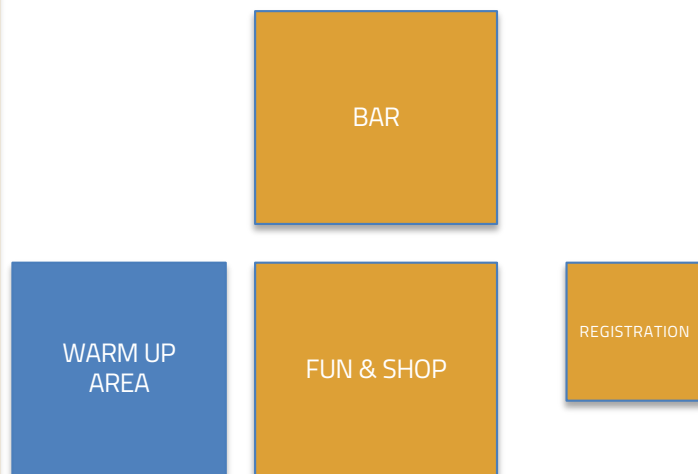 BAR
WARM UP
AREA
FUN & SHOP
REGISTRATION